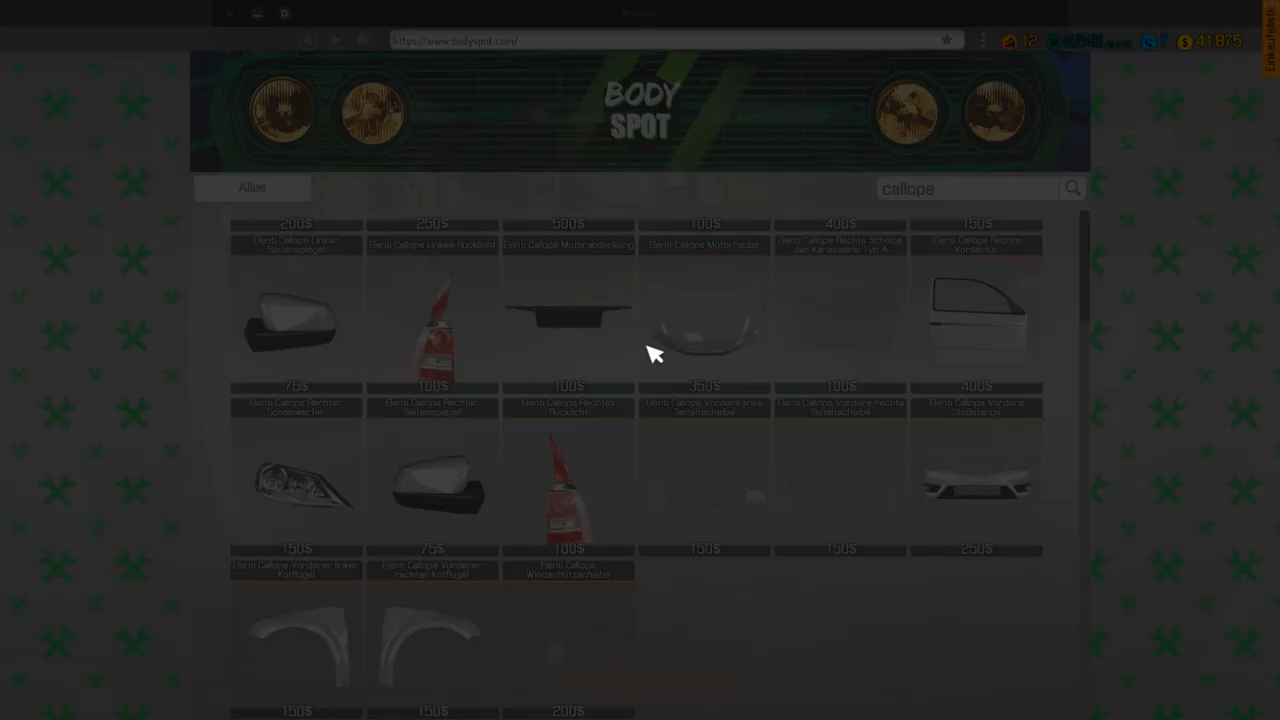 https://www.bodyspot.com/
12
7
41,875
Einkaufsliste
BODY
SPOT
Alles
callope
200$ 250$ 500$ 100$ 400$ 150$
Elenti Callope Linker
Seitenspiegel
Elenti Callope Linkes Rücklicht
Elenti Callope Motorabdeckung
Elenti Callope Motorhaube
Elenti Callope Rechte Scheibe
der Karosserie Typ A
Elenti Callope Rechte
Vordertür
75$ 100$ 100$ 350$ 100$ 400$
Elenti Callope Rechter
Scheinwerfer
Elenti Callope Rechter
Seitenspiegel
Elenti Callope Rechtes
Rücklicht
Elenti Callope Vordere linke
Seitenscheibe
Elenti Callope Vordere rechte
Seitenscheibe
Elenti Callope Vordere
Stoßstange
150$ 75$ 100$ 150$ 150$ 250$
Elenti Callope Vorderer linker
Kotflügel
Elenti Callope Vorderer
rechter Kotflügel
Elenti Callope
Windschutzscheibe
150$ 150$ 200$